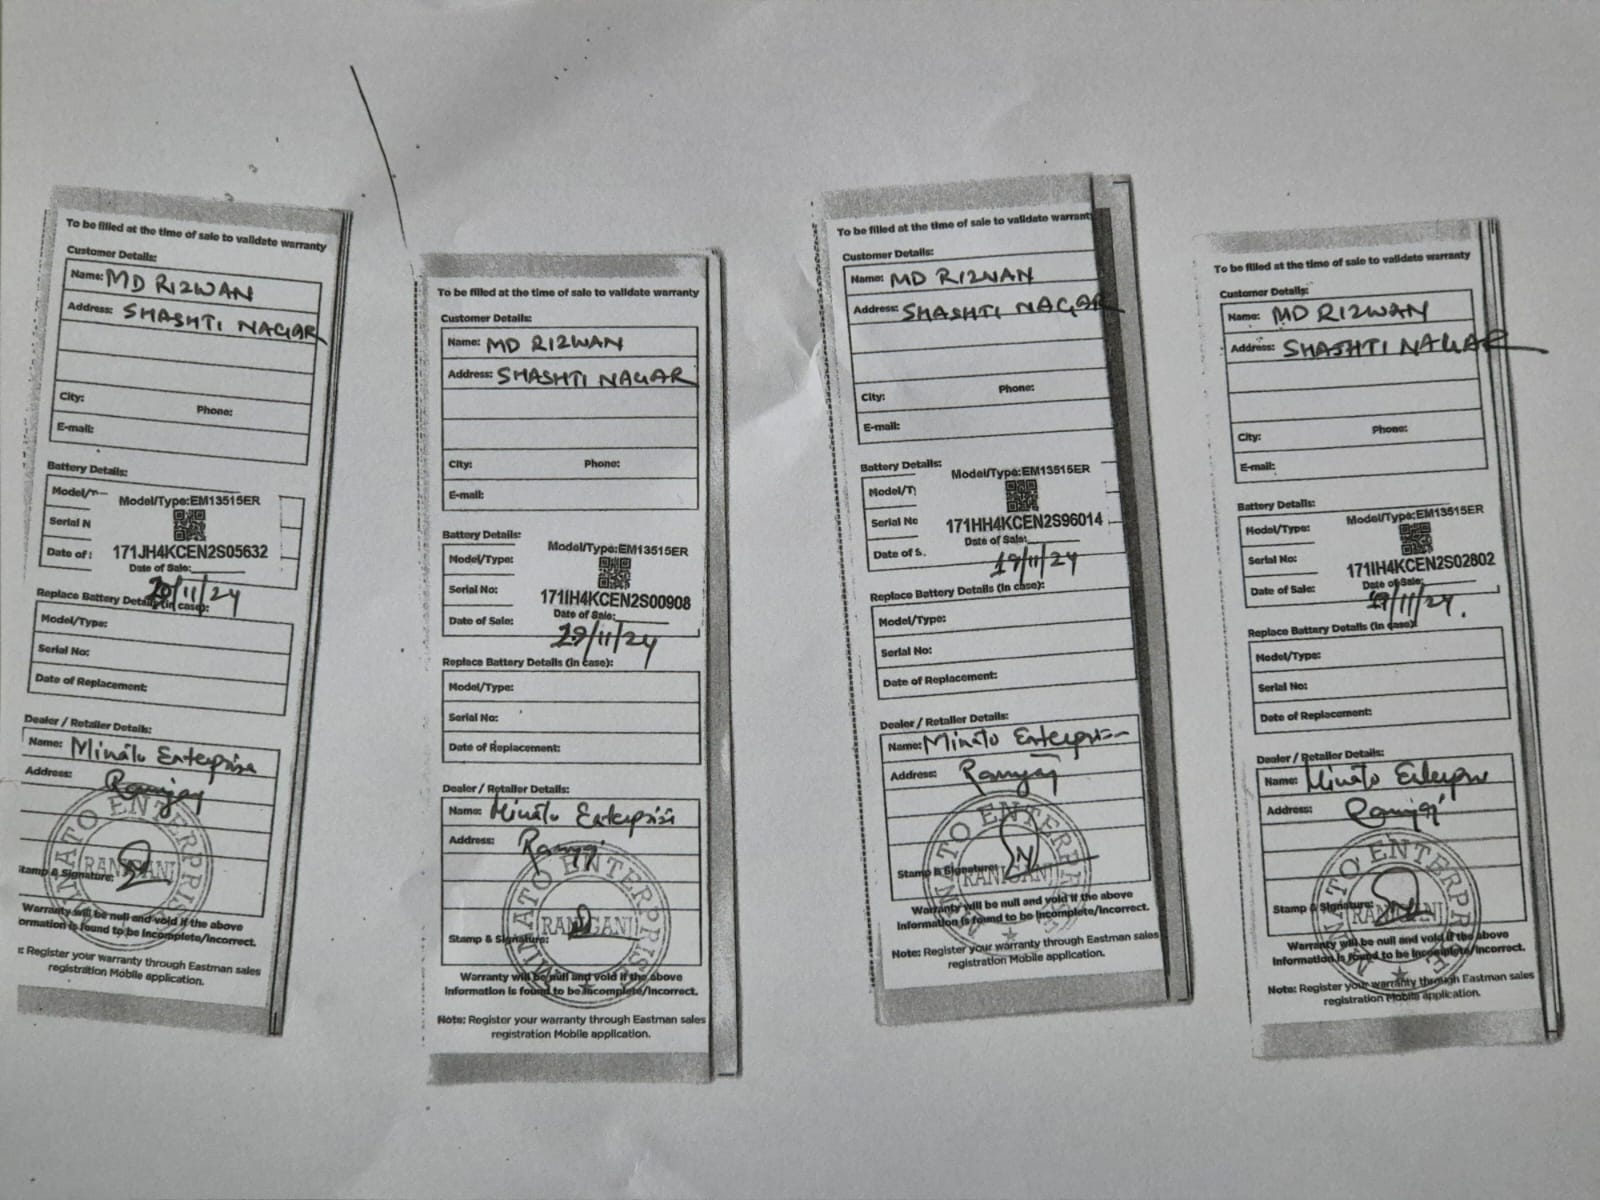 To be filled at the time of sale to validate warranty
Customer Details:
Name: MD RIZWAN
Address: SHASHTI NAGAR
City: Phone:
E-mail:
Battery Details:
Model/T
Model/Type:EM13515ER
Serial N
171JH4KCEN2S05632
Date of :
Date of Sale:
/11/24
Replace Battery Details (in case):
Model/Type:
Serial No:
Date of Replacement:
Dealer / Retailer Details:
Name: Minato Enterprise
Address: Raniganj
MINATO ENTERPRISE
RANIGANJ
Stamp & Signature:
Warranty will be null and void if the above
ormation is found to be incomplete/incorrect.
: Register your warranty through Eastman sales
registration Mobile application.
To be filled at the time of sale to validate warranty
Customer Details:
Name: MD RIZWAN
Address: SHASHTI NAGAR
City: Phone:
E-mail:
Battery Details:
Model/Type:
Model/Type:EM13515ER
Serial No:
171IH4KCEN2S00908
Date of Sale:
Date of Sale:
19/11/24
Replace Battery Details (in case):
Model/Type:
Serial No:
Date of Replacement:
Dealer / Retailer Details:
Name: Minato Enterprise
Address: Raniganj
MINATO ENTERPRISE
RANIGANJ
Stamp & Signature:
Warranty will be null and void if the above
information is found to be incomplete/incorrect.
Note: Register your warranty through Eastman sales
registration Mobile application.
To be filled at the time of sale to validate warranty
Customer Details:
Name: MD RIZWAN
Address: SHASHTI NAGAR
City: Phone:
E-mail:
Battery Details:
Model/T
Model/Type:EM13515ER
Serial No
171HH4KCEN2S96014
Date of S.
Date of Sale:
19/11/24
Replace Battery Details (in case):
Model/Type:
Serial No:
Date of Replacement:
Dealer / Retailer Details:
Name: Minato Enterprise
Address: Raniganj
MINATO ENTERPRISE
RANIGANJ
Stamp & Signature:
Warranty will be null and void if the above
information is found to be incomplete/incorrect.
Note: Register your warranty through Eastman sales
registration Mobile application.
To be filled at the time of sale to validate warranty
Customer Details:
Name: MD RIZWAN
Address: SHASHTI NAGAR
City: Phone:
E-mail:
Battery Details:
Model/Type:
Model/Type:EM13515ER
Serial No:
171IH4KCEN2S02802
Date of Sale:
Date of Sale:
19/11/24.
Replace Battery Details (in case):
Model/Type:
Serial No:
Date of Replacement:
Dealer / Retailer Details:
Name: Minato Enterprise
Address: Raniganj
MINATO ENTERPRISE
RANIGANJ
Stamp & Signature:
Warranty will be null and void if the above
information is found to be incomplete/incorrect.
Note: Register your warranty through Eastman sales
registration Mobile application.